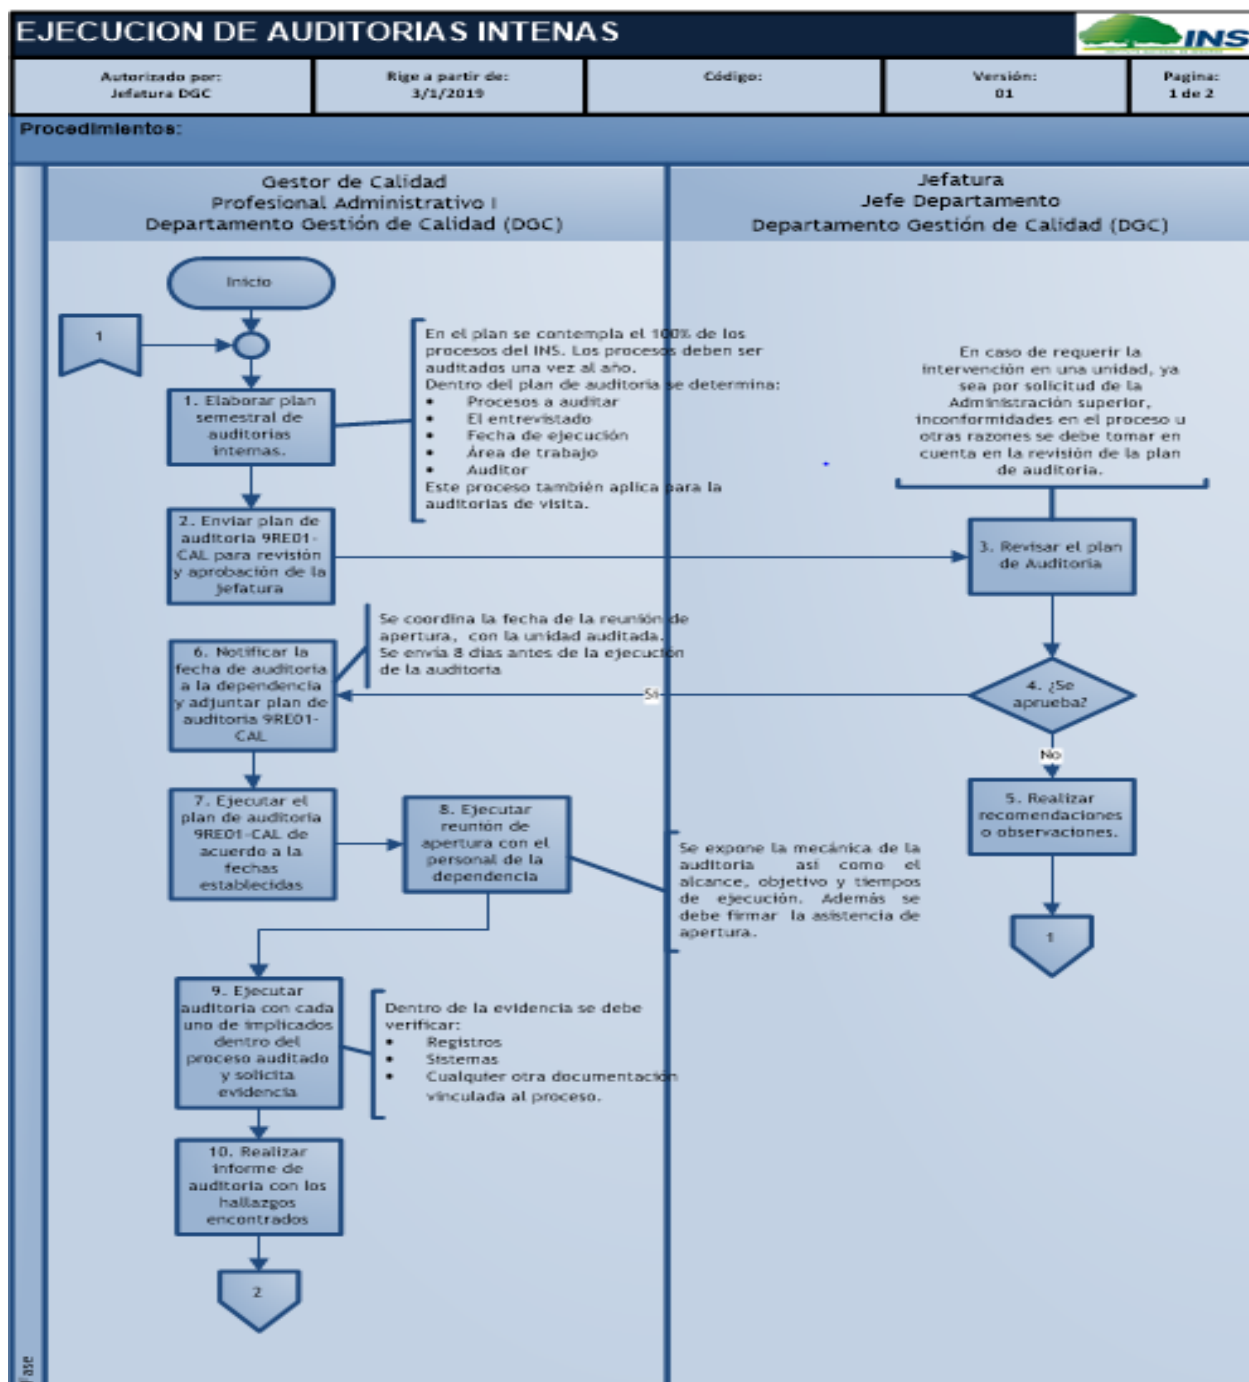 EJECUCION DE AUDITORIAS INTENAS
INS
Autorizado por:
Jefatura DGC
Rige a partir de:
3/1/2019
Código:
Versión:
01
Pagina:
1 de 2
Procedimientos:
Gestor de Calidad
Profesional Administrativo I
Departamento Gestión de Calidad (DGC)
Jefatura
Jefe Departamento
Departamento Gestión de Calidad (DGC)
Inicio
1
En el plan se contempla el 100% de los
procesos del INS. Los procesos deben ser
auditados una vez al año.
Dentro del plan de auditoria se determina:
• Procesos a auditar
• El entrevistado
• Fecha de ejecución
• Área de trabajo
• Auditor
Este proceso también aplica para la
auditorias de visita.
1. Elaborar plan
semestral de
auditorias
internas.
En caso de requerir la
intervención en una unidad, ya
sea por solicitud de la
Administración superior,
inconformidades en el proceso u
otras razones se debe tomar en
cuenta en la revisión de la plan
de auditoria.
2. Enviar plan de
auditoria 9RE01-
CAL para revisión
y aprobación de la
jefatura
3. Revisar el plan
de Auditoria
Se coordina la fecha de la reunión de
apertura, con la unidad auditada.
Se envía 8 dias antes de la ejecución
de la auditoria
6. Notificar la
fecha de auditoria
a la dependencia
y adjuntar plan de
auditoria 9RE01-
CAL
Si
4. ¿Se
aprueba?
No
7. Ejecutar el
plan de auditoria
9RE01-CAL de
acuerdo a la
fechas
establecidas
8. Ejecutar
reunión de
apertura con el
personal de la
dependencia
5. Realizar
recomendaciones
o observaciones.
Se expone la mecánica de la
auditoria así como el
alcance, objetivo y tiempos
de ejecución. Además se
debe firmar la asistencia de
apertura.
1
9. Ejecutar
auditoria con cada
uno de implicados
dentro del
proceso auditado
y solicita
evidencia
Dentro de la evidencia se debe
verificar:
• Registros
• Sistemas
• Cualquier otra documentación
vinculada al proceso.
10. Realizar
informe de
auditoria con los
hallazgos
encontrados
2
Fase